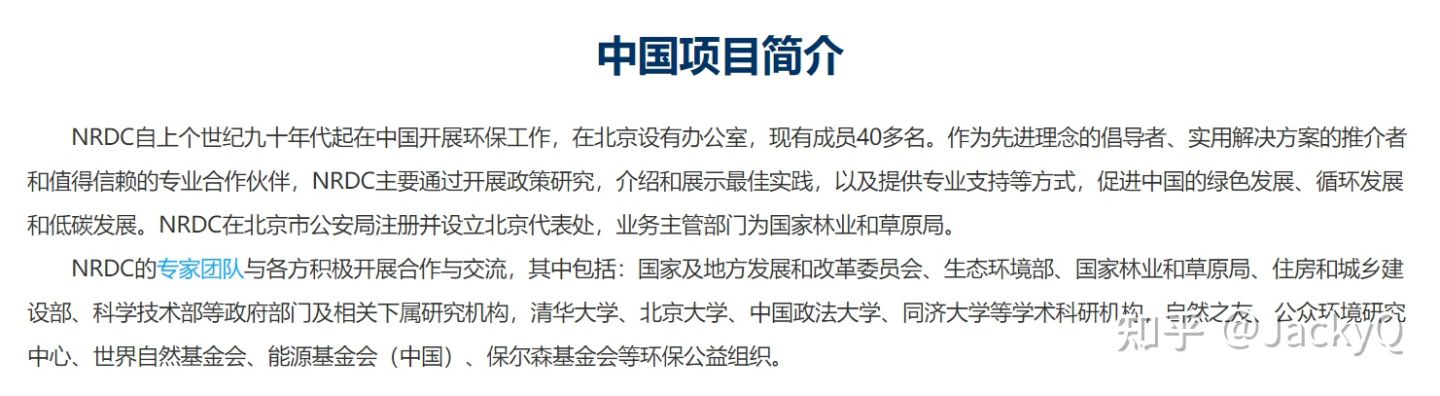 中国项目简介
NRDC自上个世纪九十年代起在中国开展环保工作，在北京设有办公室，现有成员40多名。作为先进理念的倡导者、实用解决方案的推介者
和值得信赖的专业合作伙伴，NRDC主要通过开展政策研究，介绍和展示最佳实践，以及提供专业支持等方式，促进中国的绿色发展、循环发展
和低碳发展。NRDC在北京市公安局注册并设立北京代表处，业务主管部门为国家林业和草原局。
NRDC的专家团队与各方积极开展合作与交流，其中包括：国家及地方发展和改革委员会、生态环境部、国家林业和草原局、住房和城乡建
设部、科学技术部等政府部门及相关下属研究机构，清华大学、北京大学、中国政法大学、同济大学等学术科研机构，自然之友、公众环境研究
中心、世界自然基金会、能源基金会（中国）、保尔森基金会等环保公益组织。
知乎 @JackyQ